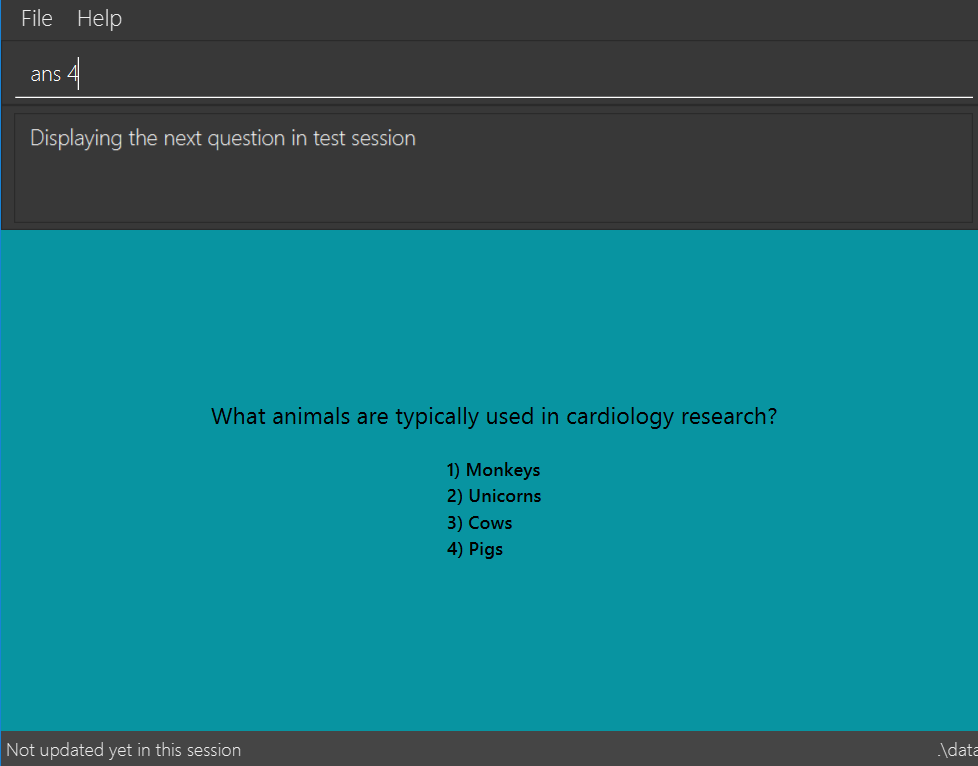 File Help
ans 4
Displaying the next question in test session
What animals are typically used in cardiology research?
1) Monkeys
2) Unicorns
3) Cows
4) Pigs
Not updated yet in this session .\data